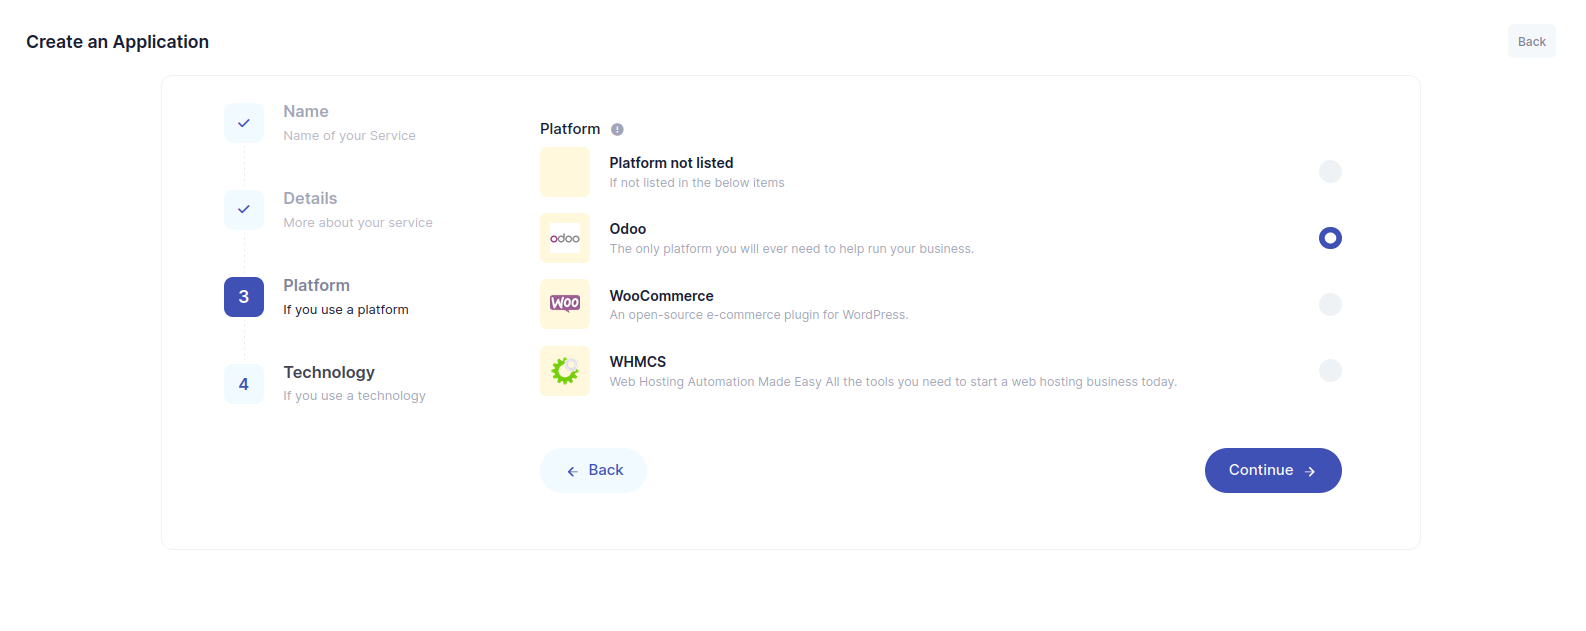 Create an Application
Back
Name
Name of your Service
Details
More about your service
3
Platform
If you use a platform
4
Technology
If you use a technology
Platform
Platform not listed
If not listed in the below items
odoo
Odoo
The only platform you will ever need to help run your business.
WOO
WooCommerce
An open-source e-commerce plugin for WordPress.
WHMCS
Web Hosting Automation Made Easy All the tools you need to start a web hosting business today.
Back
Continue